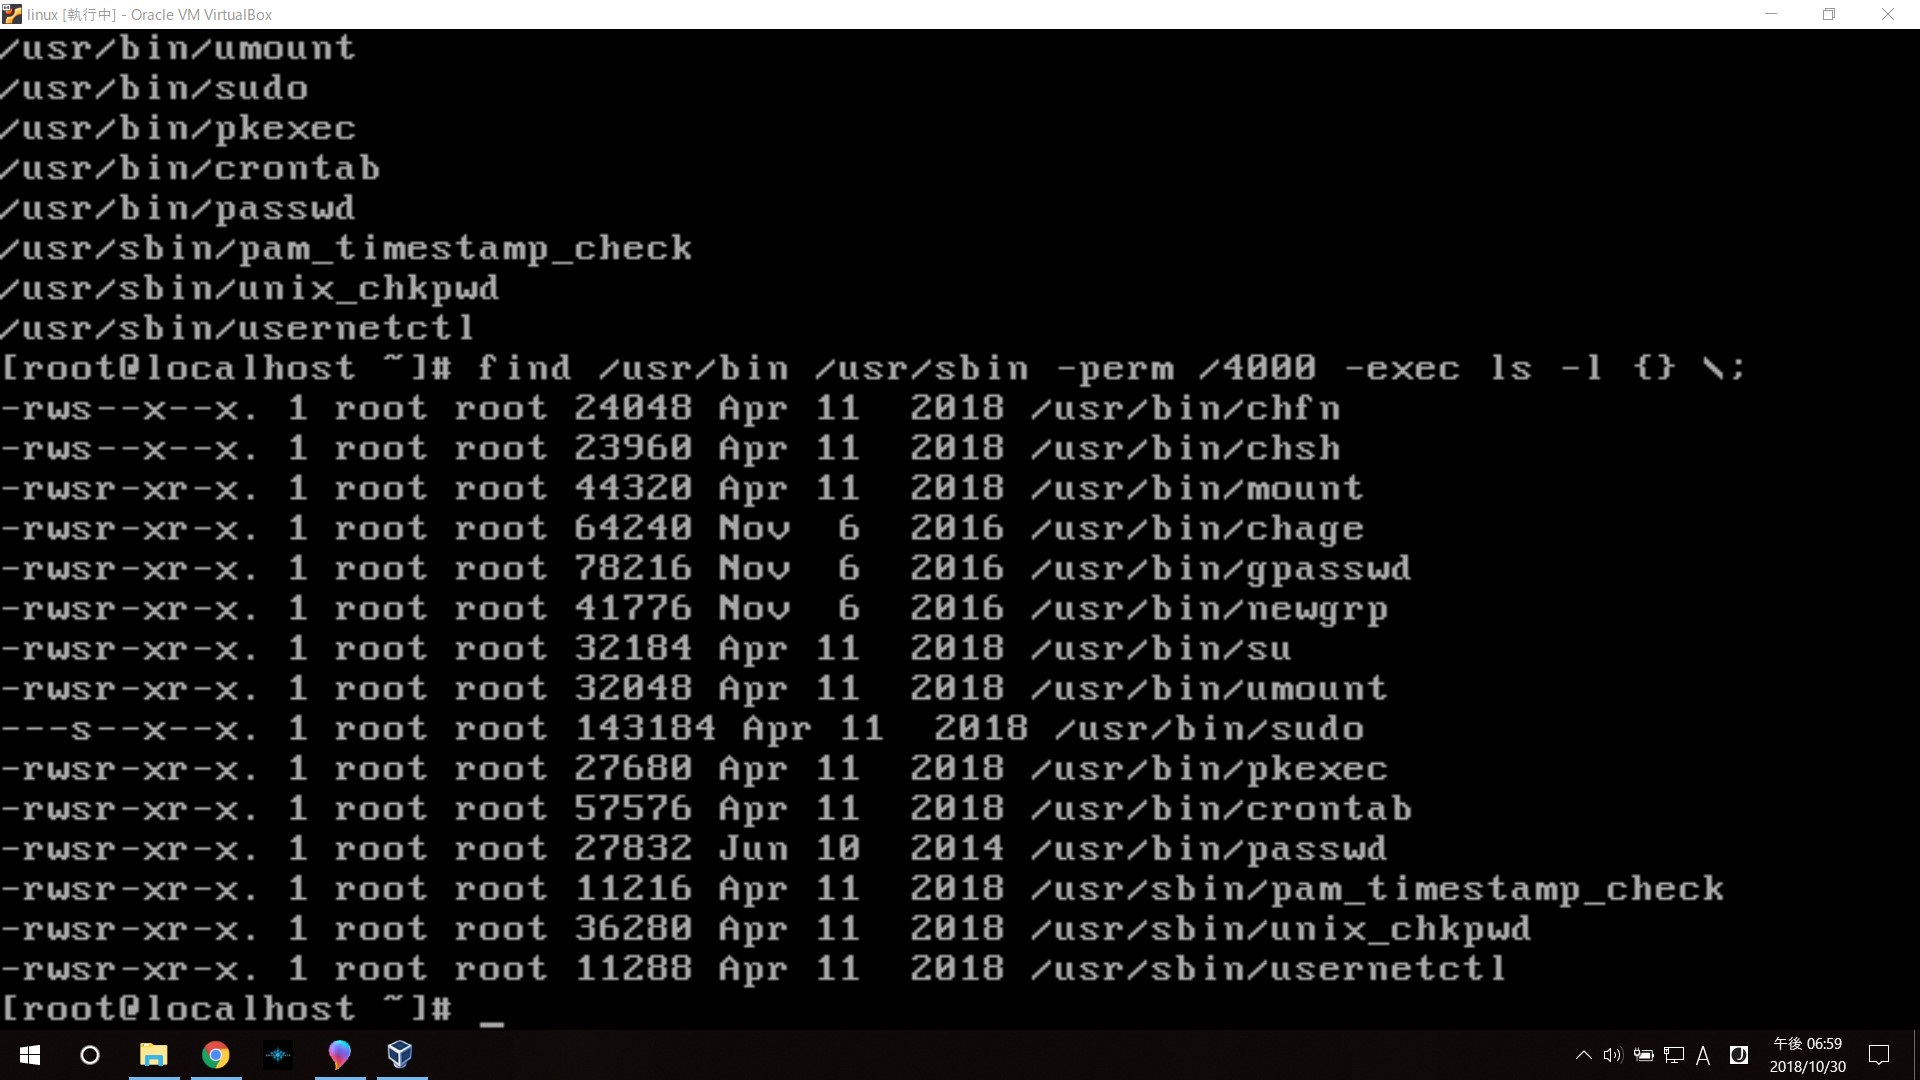 linux [執行中] - Oracle VM VirtualBox
/usr/bin/umount
/usr/bin/sudo
/usr/bin/pkexec
/usr/bin/crontab
/usr/bin/passwd
/usr/sbin/pam_timestamp_check
/usr/sbin/unix_chkpwd
/usr/sbin/usernetctl
[root@localhost ~]# find /usr/bin /usr/sbin -perm /4000 -exec ls -l {} \;
-rws--x--x. 1 root root 24048 Apr 11  2018 /usr/bin/chfn
-rws--x--x. 1 root root 23960 Apr 11  2018 /usr/bin/chsh
-rwsr-xr-x. 1 root root 44320 Apr 11  2018 /usr/bin/mount
-rwsr-xr-x. 1 root root 64240 Nov  6  2016 /usr/bin/chage
-rwsr-xr-x. 1 root root 78216 Nov  6  2016 /usr/bin/gpasswd
-rwsr-xr-x. 1 root root 41776 Nov  6  2016 /usr/bin/newgrp
-rwsr-xr-x. 1 root root 32184 Apr 11  2018 /usr/bin/su
-rwsr-xr-x. 1 root root 32048 Apr 11  2018 /usr/bin/umount
---s--x--x. 1 root root 143184 Apr 11  2018 /usr/bin/sudo
-rwsr-xr-x. 1 root root 27680 Apr 11  2018 /usr/bin/pkexec
-rwsr-xr-x. 1 root root 57576 Apr 11  2018 /usr/bin/crontab
-rwsr-xr-x. 1 root root 27832 Jun 10  2014 /usr/bin/passwd
-rwsr-xr-x. 1 root root 11216 Apr 11  2018 /usr/sbin/pam_timestamp_check
-rwsr-xr-x. 1 root root 36280 Apr 11  2018 /usr/sbin/unix_chkpwd
-rwsr-xr-x. 1 root root 11288 Apr 11  2018 /usr/sbin/usernetctl
[root@localhost ~]# _
A
午後 06:59
2018/10/30